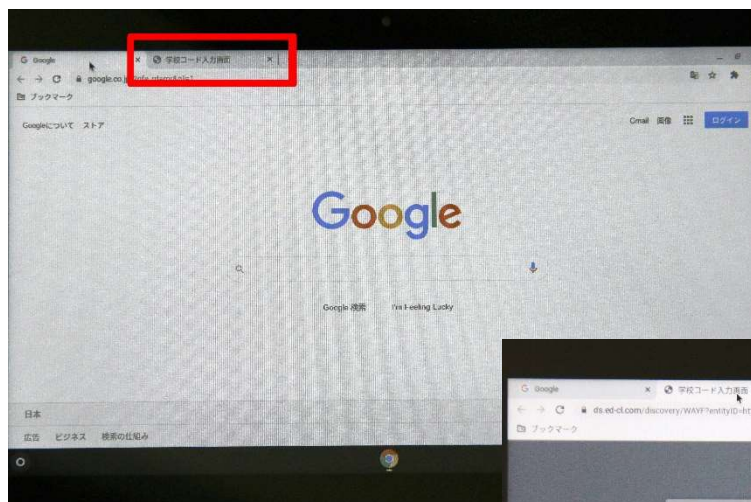 Google × 学校コード入力画面 ×
google.co.jp
ブックマーク
Googleについて ストア
Gmail 画像 ログイン
Google
Google 検索 I'm Feeling Lucky
日本
広告 ビジネス 検索の仕組み
Google × 学校コード入力画面
ds.ed-cl.com/discovery/WAYF?entityID=ht
ブックマーク